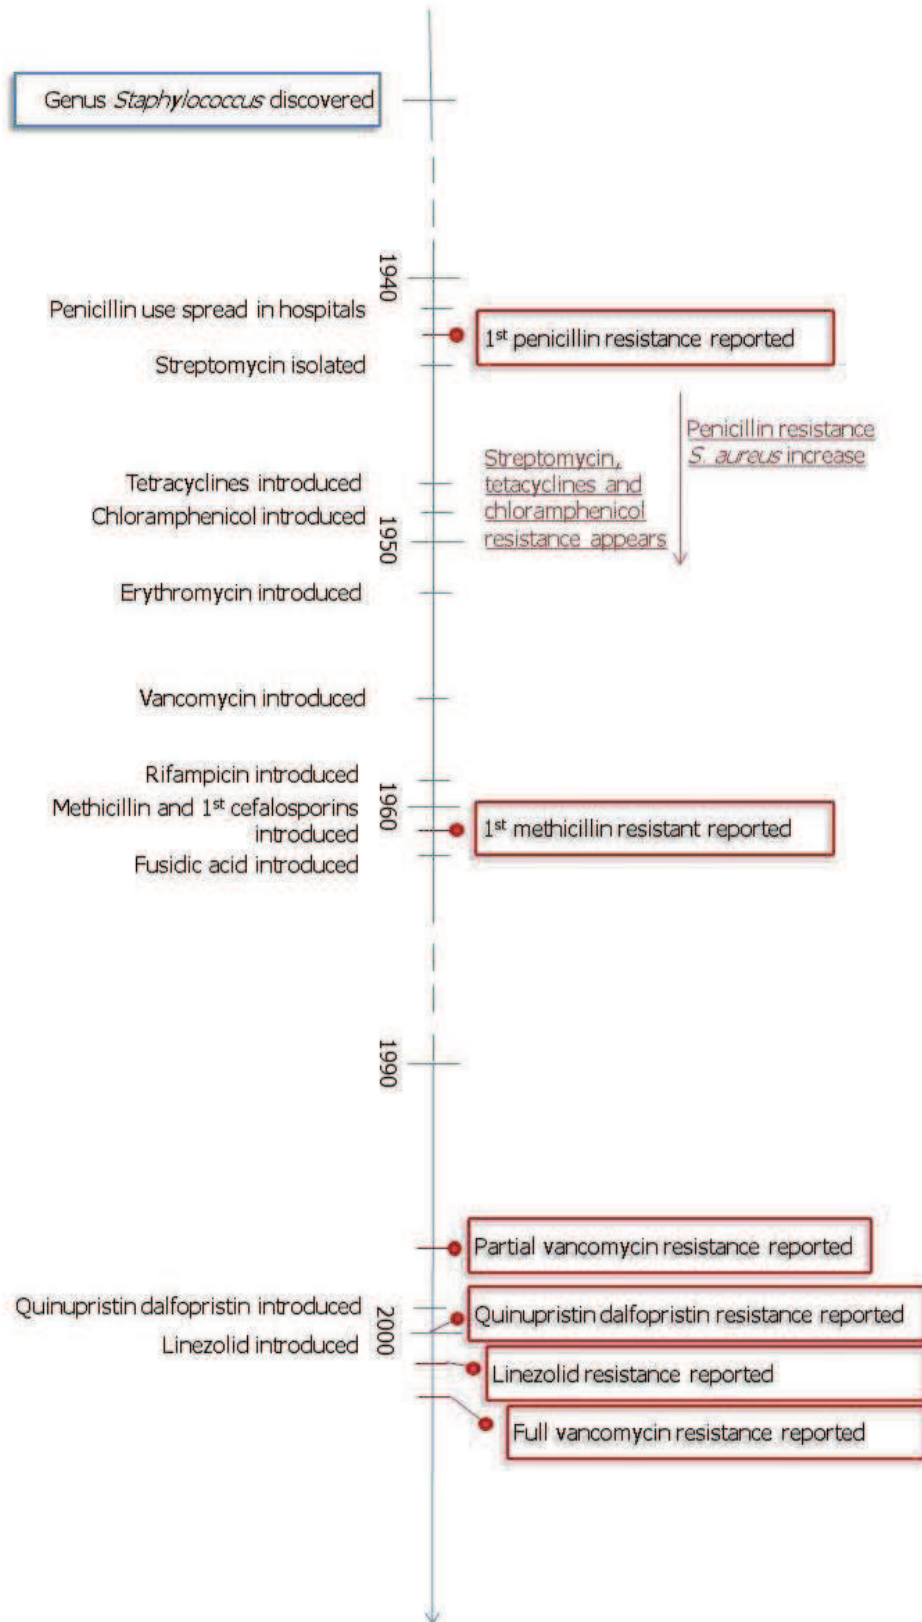 Genus Staphylococcus discovered
1940
Penicillin use spread in hospitals
1st penicillin resistance reported
Streptomycin isolated
Penicillin resistance
S. aureus increase
Streptomycin,
tetacyclines and
chloramphenicol
resistance appears
Tetracyclines introduced
Chloramphenicol introduced
1950
Erythromycin introduced
Vancomycin introduced
Rifampicin introduced
1960
Methicillin and 1st cefalosporins
introduced
1st methicillin resistant reported
Fusidic acid introduced
1990
Partial vancomycin resistance reported
Quinupristin dalfopristin introduced
Quinupristin dalfopristin resistance reported
2000
Linezolid introduced
Linezolid resistance reported
Full vancomycin resistance reported